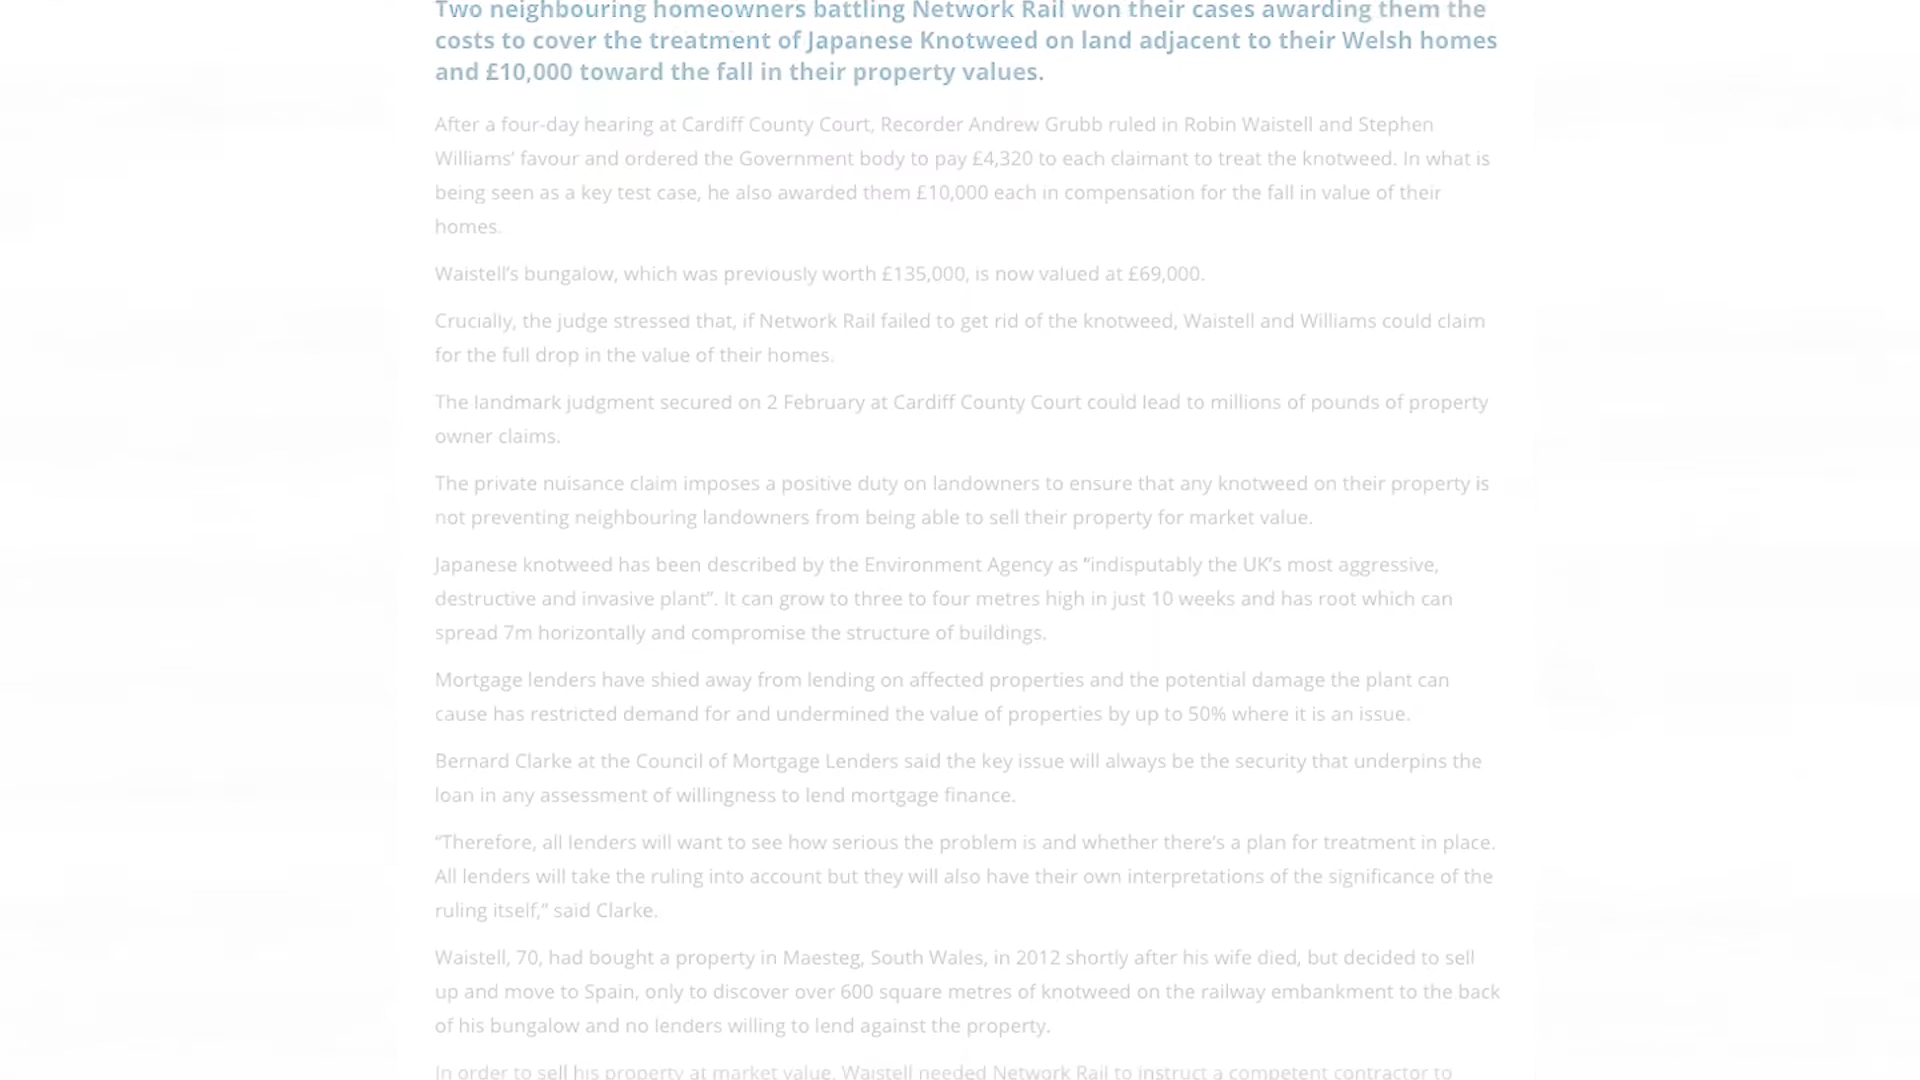 Two neighbouring homeowners battling Network Rail won their cases awarding them the
costs to cover the treatment of Japanese Knotweed on land adjacent to their Welsh homes
and £10,000 toward the fall in their property values.
After a four-day hearing at Cardiff County Court, Recorder Andrew Grubb ruled in Robin Waistell and Stephen
Williams’ favour and ordered the Government body to pay £4,320 to each claimant to treat the knotweed. In what is
being seen as a key test case, he also awarded them £10,000 each in compensation for the fall in value of their
homes.
Waistell’s bungalow, which was previously worth £135,000, is now valued at £69,000.
Crucially, the judge stressed that, if Network Rail failed to get rid of the knotweed, Waistell and Williams could claim
for the full drop in the value of their homes.
The landmark judgment secured on 2 February at Cardiff County Court could lead to millions of pounds of property
owner claims.
The private nuisance claim imposes a positive duty on landowners to ensure that any knotweed on their property is
not preventing neighbouring landowners from being able to sell their property for market value.
Japanese knotweed has been described by the Environment Agency as “indisputably the UK’s most aggressive,
destructive and invasive plant”. It can grow to three to four metres high in just 10 weeks and has root which can
spread 7m horizontally and compromise the structure of buildings.
Mortgage lenders have shied away from lending on affected properties and the potential damage the plant can
cause has restricted demand for and undermined the value of properties by up to 50% where it is an issue.
Bernard Clarke at the Council of Mortgage Lenders said the key issue will always be the security that underpins the
loan in any assessment of willingness to lend mortgage finance.
“Therefore, all lenders will want to see how serious the problem is and whether there’s a plan for treatment in place.
All lenders will take the ruling into account but they will also have their own interpretations of the significance of the
ruling itself,” said Clarke.
Waistell, 70, had bought a property in Maesteg, South Wales, in 2012 shortly after his wife died, but decided to sell
up and move to Spain, only to discover over 600 square metres of knotweed on the railway embankment to the back
of his bungalow and no lenders willing to lend against the property.
In order to sell his property at market value, Waistell needed Network Rail to instruct a competent contractor to